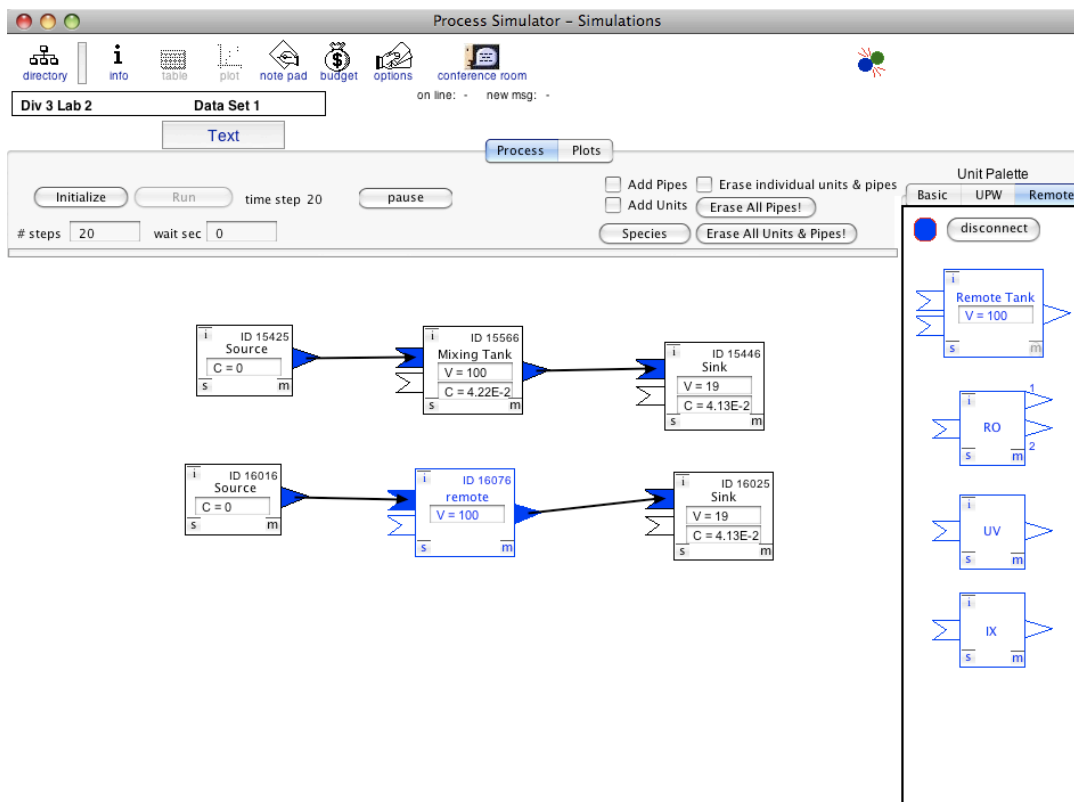 Process Simulator – Simulations
directory info table plot note pad budget options conference room
on line: - new msg: -
Div 3 Lab 2 Data Set 1
Text
Process Plots
Unit Palette
Add Pipes Erase individual units & pipes
Basic UPW Remote
Initialize Run time step 20 pause
Add Units Erase All Pipes!
# steps 20 wait sec 0
Species Erase All Units & Pipes!
disconnect
i
Remote Tank
V = 100
s m
i ID 15425
Source
C = 0
s m
i ID 15566
Mixing Tank
V = 100
C = 4.22E-2
s m
i ID 15446
Sink
V = 19
C = 4.13E-2
s m
1
i
RO
s m 2
i ID 16016
Source
C = 0
s m
i ID 16076
remote
V = 100
s m
i ID 16025
Sink
V = 19
C = 4.13E-2
s m
i
UV
s m
i
IX
s m